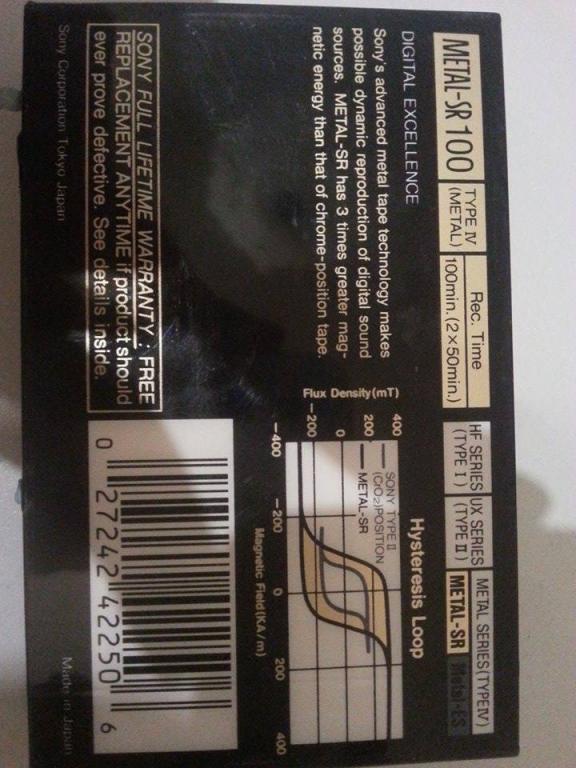 METAL-SR 100
TYPE IV
(METAL)
Rec. Time
100min.(2×50min.)
HF SERIES
(TYPE I)
UX SERIES
(TYPE II)
METAL SERIES (TYPE IV)
METAL-SR
Metal-ES
DIGITAL EXCELLENCE
Sony's advanced metal tape technology makes
possible dynamic reproduction of digital sound
sources. METAL-SR has 3 times greater mag-
netic energy than that of chrome-position tape.
Hysteresis Loop
SONY TYPE II
(CrO2)POSITION
METAL-SR
Flux Density(mT)
400
200
0
-200
-400 -200 0 200 400
Magnetic Field(KA/m)
SONY FULL LIFETIME WARRANTY : FREE
REPLACEMENT ANYTIME if product should
ever prove defective. See details inside.
0 27242 42250 6
Sony Corporation Tokyo Japan
Made in Japan